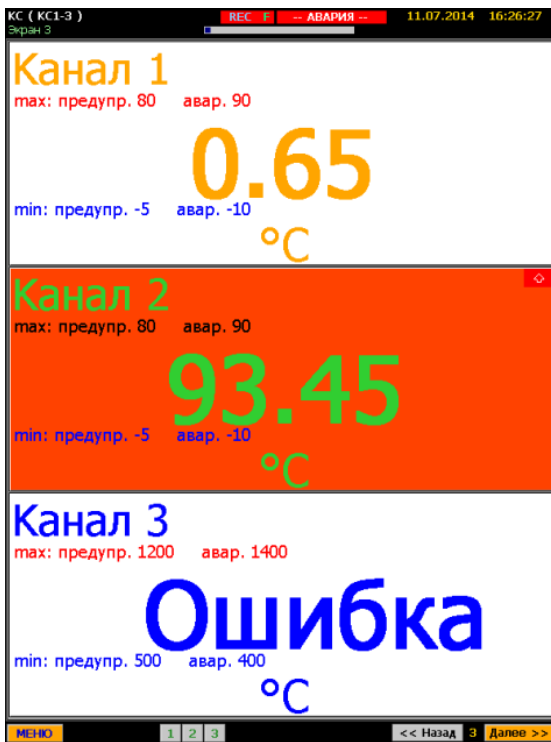 КС ( КС1-3 ) REC F -- АВАРИЯ -- 11.07.2014 16:26:27
Экран 3
Канал 1
max: предупр. 80 авар. 90
0.65
min: предупр. -5 авар. -10
°C
Канал 2
max: предупр. 80 авар. 90
93.45
min: предупр. -5 авар. -10
°C
Канал 3
max: предупр. 1200 авар. 1400
Ошибка
min: предупр. 500 авар. 400
°C
МЕНЮ 1 2 3 << Назад 3 Далее >>